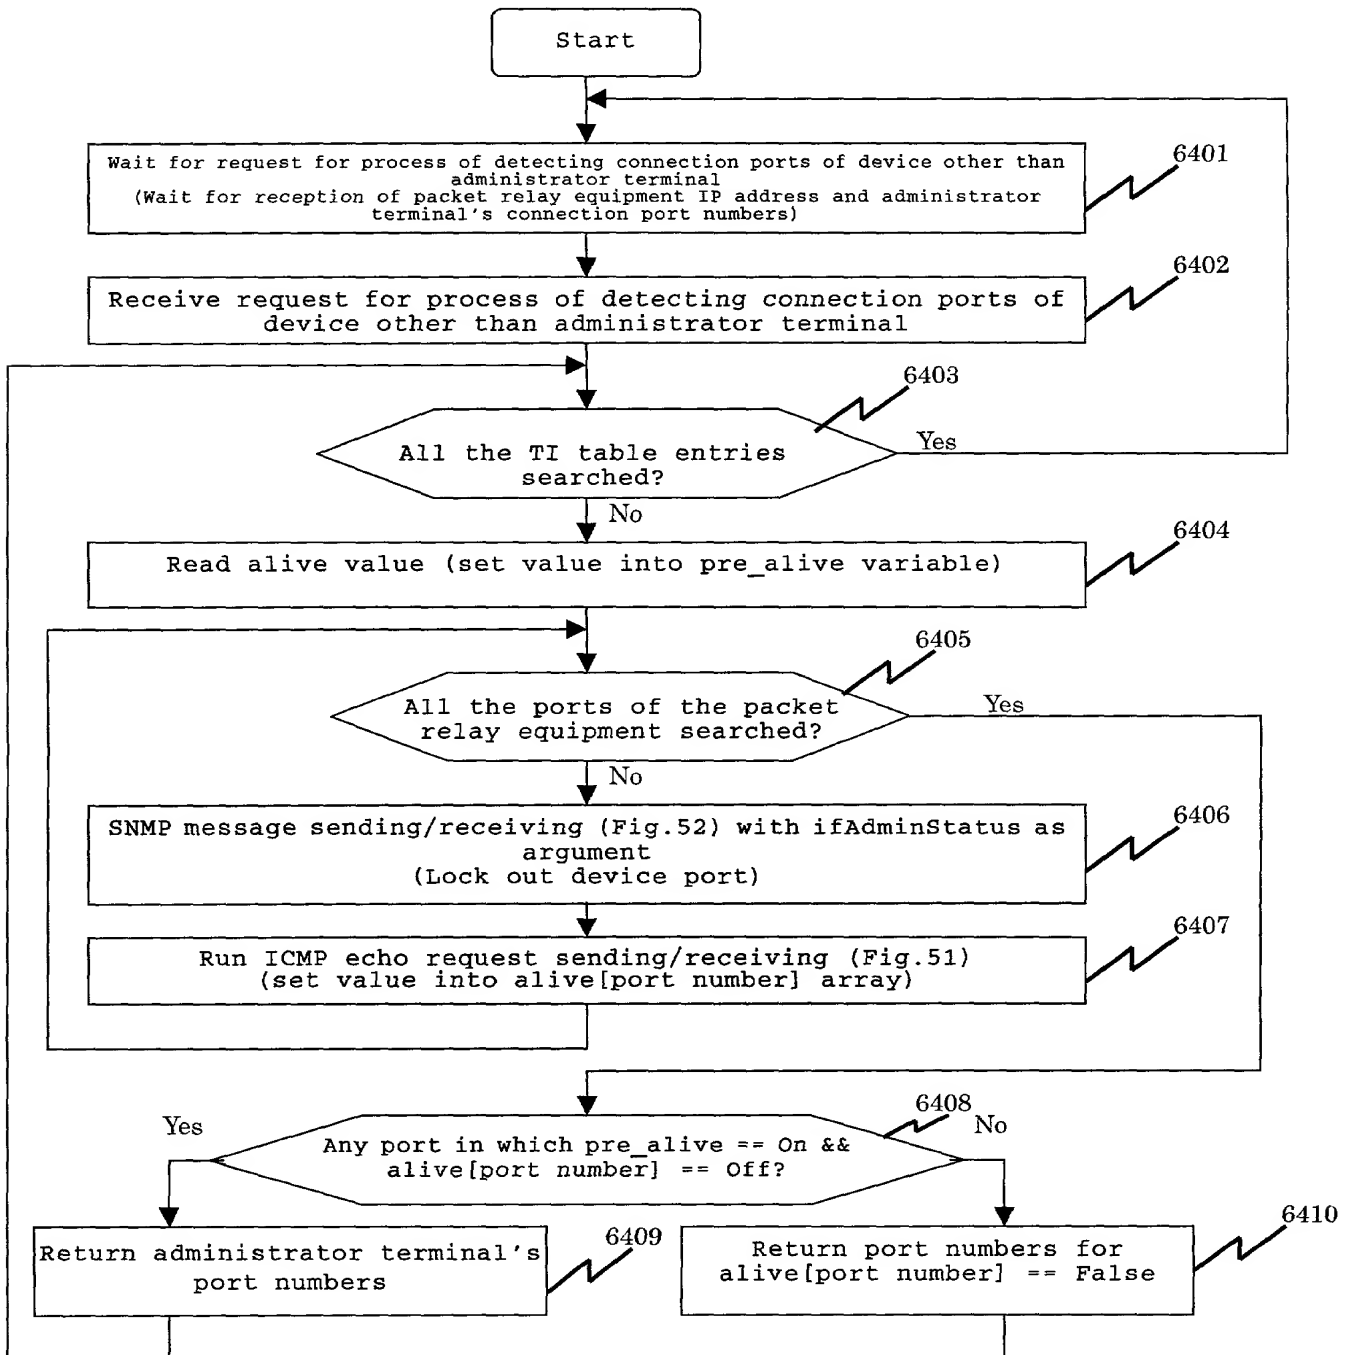 Start
Wait for request for process of detecting connection ports of device other than
administrator terminal
(Wait for reception of packet relay equipment IP address and administrator
terminal's connection port numbers)
6401
Receive request for process of detecting connection ports of
device other than administrator terminal
6402
All the TI table entries
searched?
6403
Yes
No
Read alive value (set value into pre_alive variable)
6404
All the ports of the packet
relay equipment searched?
6405
Yes
No
SNMP message sending/receiving (Fig.52) with ifAdminStatus as
argument
(Lock out device port)
6406
Run ICMP echo request sending/receiving (Fig.51)
(set value into alive[port number] array)
6407
Any port in which pre_alive == On &&
alive[port number] == Off?
6408
Yes
No
Return administrator terminal's
port numbers
6409
Return port numbers for
alive[port number] == False
6410